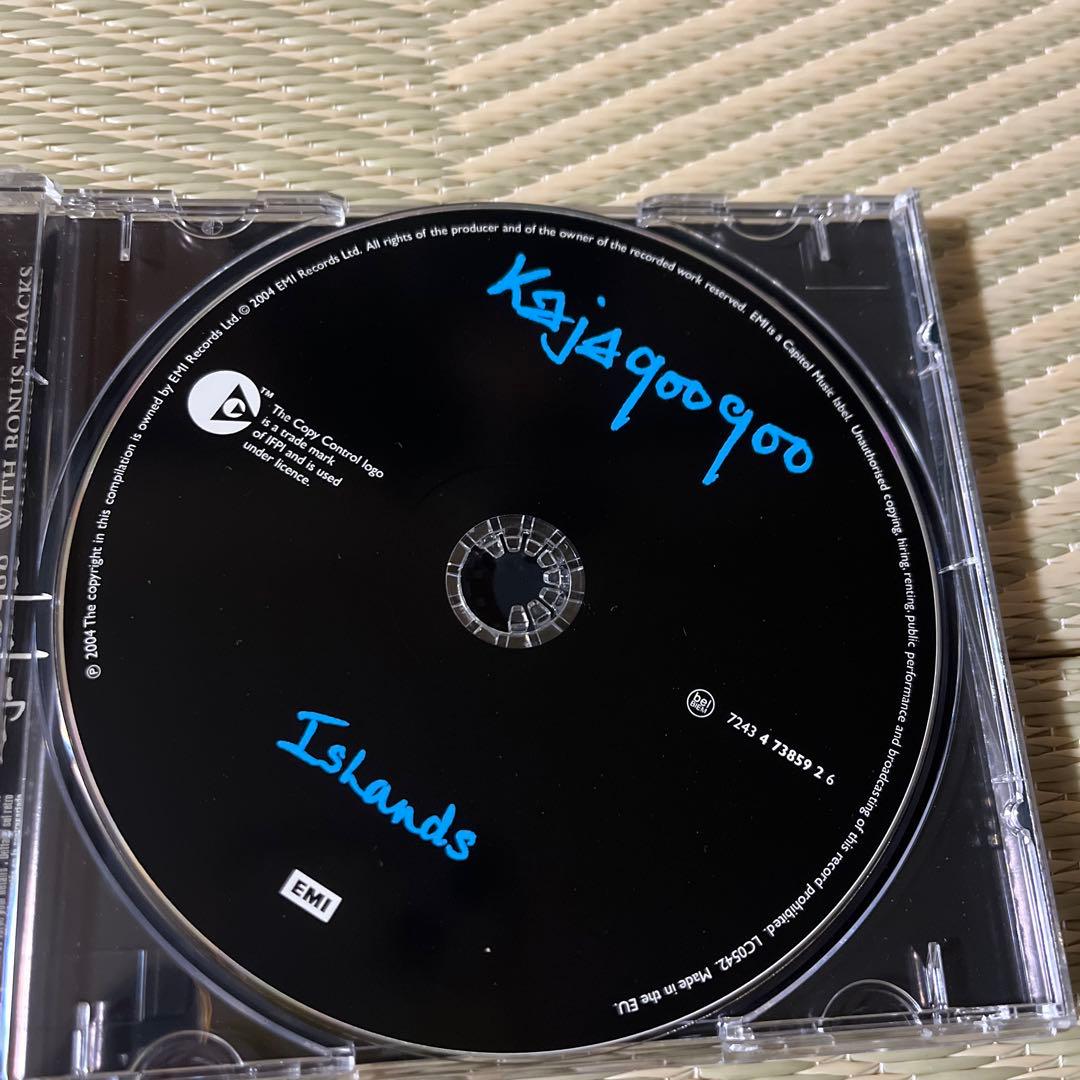 Kajagoogoo
Islands
℗ 2004 The copyright in this compilation is owned by EMI Records Ltd. © 2004 EMI Records Ltd. All rights of the producer and of the owner of the recorded work reserved. EMI is a Capitol Music label. Unauthorised copying, hiring, renting, public performance and broadcasting of this record prohibited. LC0542. Made in the EU.
C
™
The Copy Control logo
is a trade mark
of IFPI and is used
under licence.
bel
BIEM
7243 4 73859 2 6
EMI
WITH BONUS TRACKS